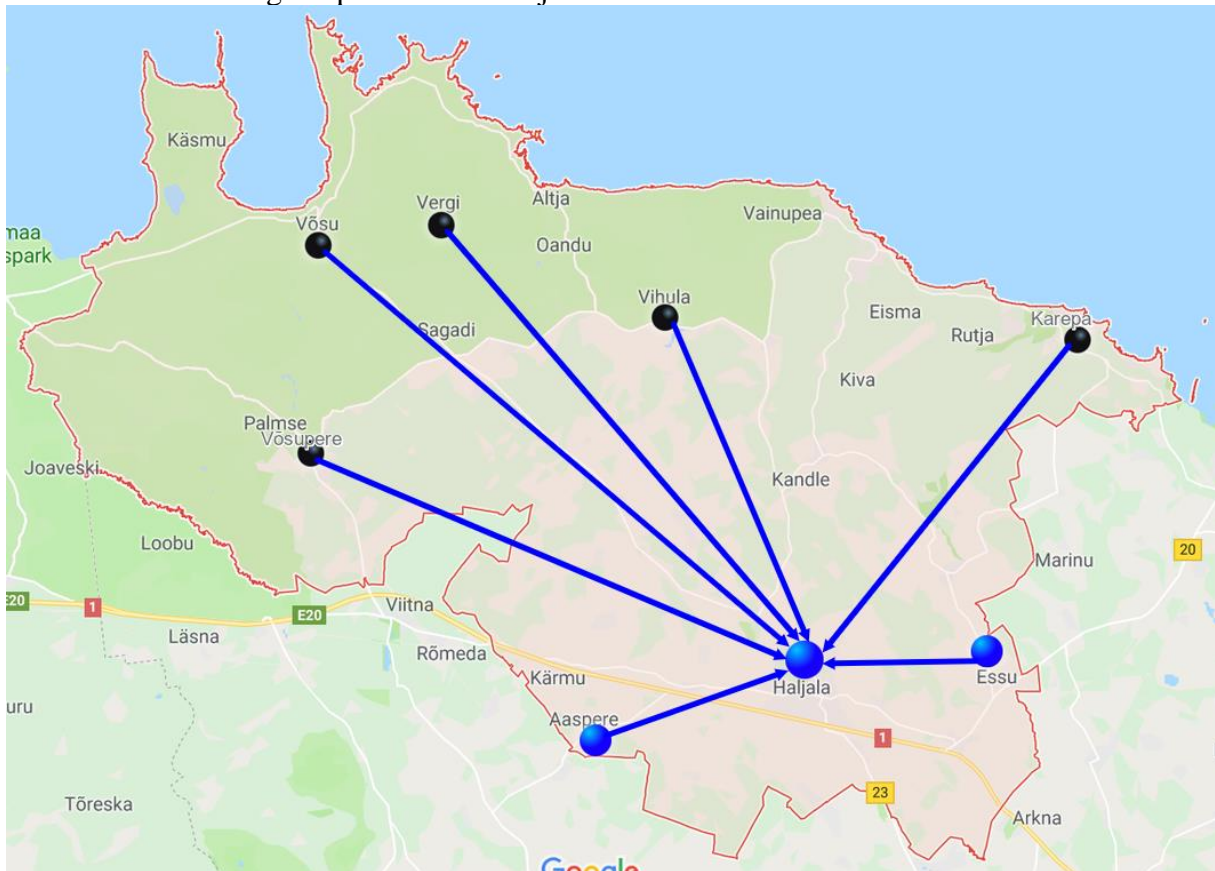 Käsmu
maa
spark
Võsu
Vergi
Altja
Oandu
Vainupea
Vihula
Eisma
Rutja
Karepa
Sagadi
Kiva
Palmse
Võsupere
Joaveski
Kandle
Loobu
Marinu
20
E20
1
E20
Viitna
Läsna
Rõmeda
Kärmu
Haljala
Essu
uru
Aaspere
1
23
Tõreska
Arkna
Google